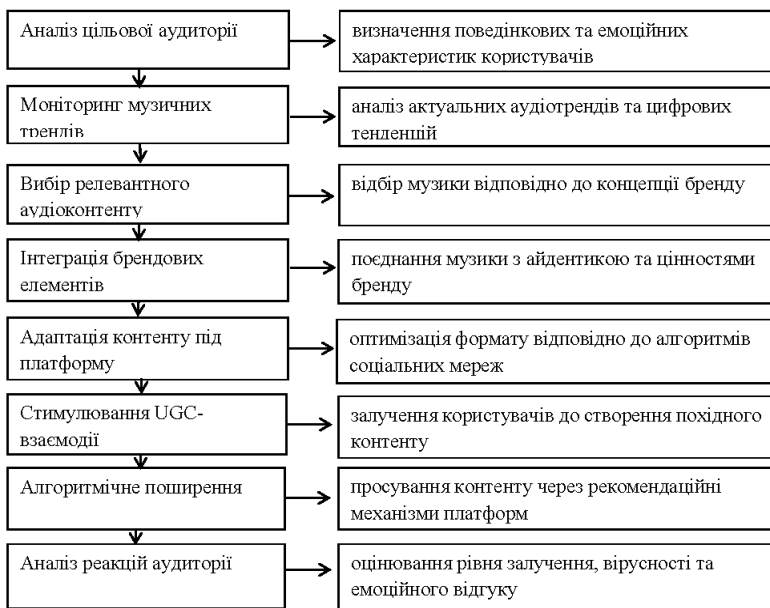 Аналіз цільової аудиторії
визначення поведінкових та емоційних
характеристик користувачів
Моніторинг музичних
трендів
аналіз актуальних аудіотрендів та цифрових
тенденцій
Вибір релевантного
аудіоконтенту
відбір музики відповідно до концепції бренду
Інтеграція брендових
елементів
поєднання музики з айдентикою та цінностями
бренду
Адаптація контенту під
платформу
оптимізація формату відповідно до алгоритмів
соціальних мереж
Стимулювання UGC-
взаємодії
залучення користувачів до створення похідного
контенту
Алгоритмічне поширення
просування контенту через рекомендаційні
механізми платформ
Аналіз реакцій аудиторії
оцінювання рівня залучення, вірусності та
емоційного відгуку